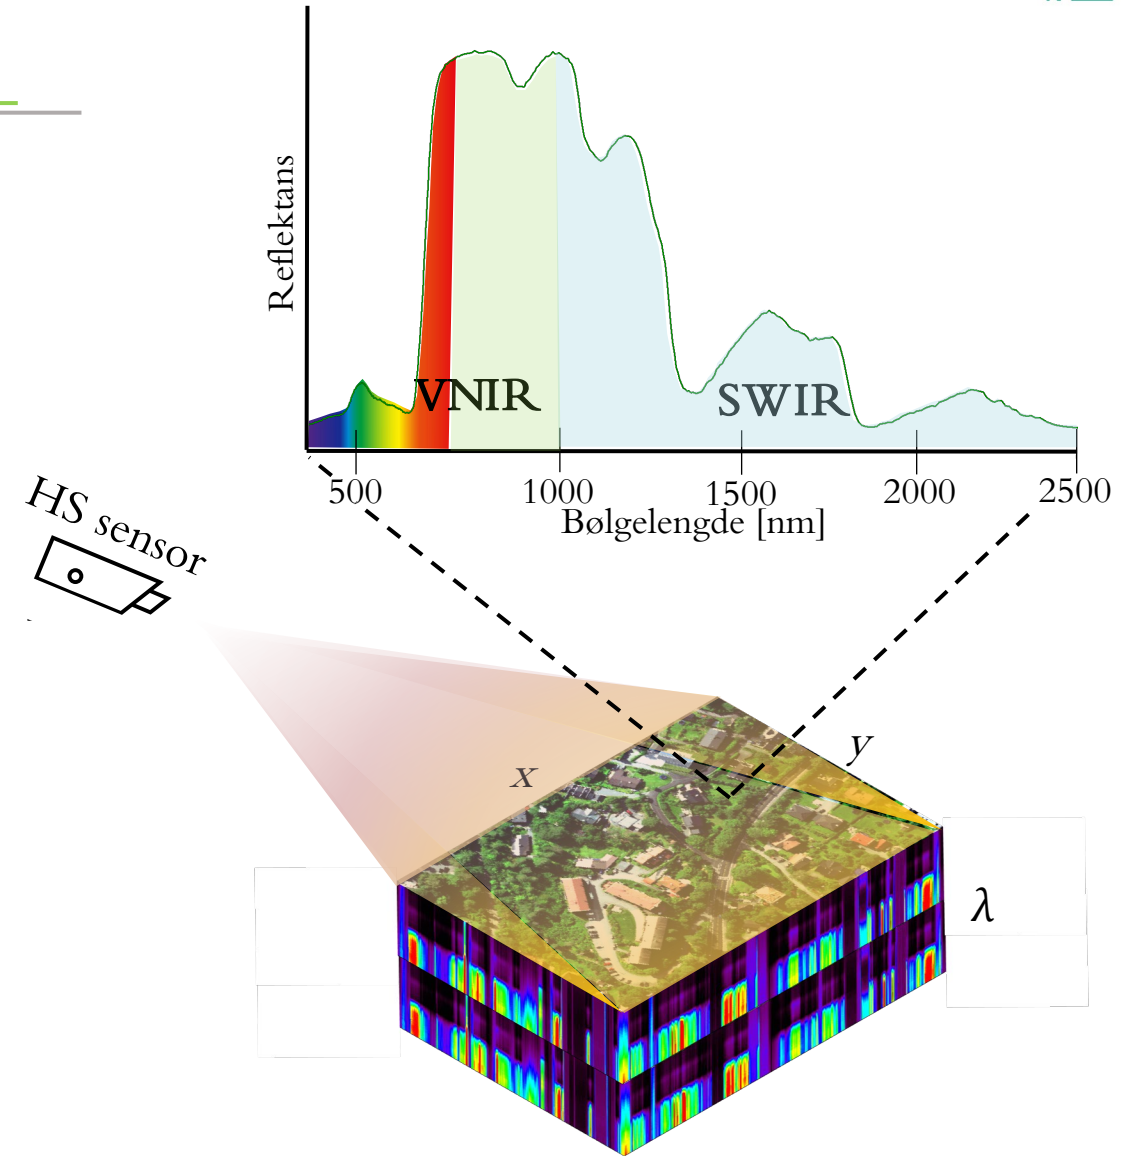 Reflektans
VNIR
SWIR
500 1000 1500 2000 2500
Bølgelengde [nm]
HS sensor
y
x
λ